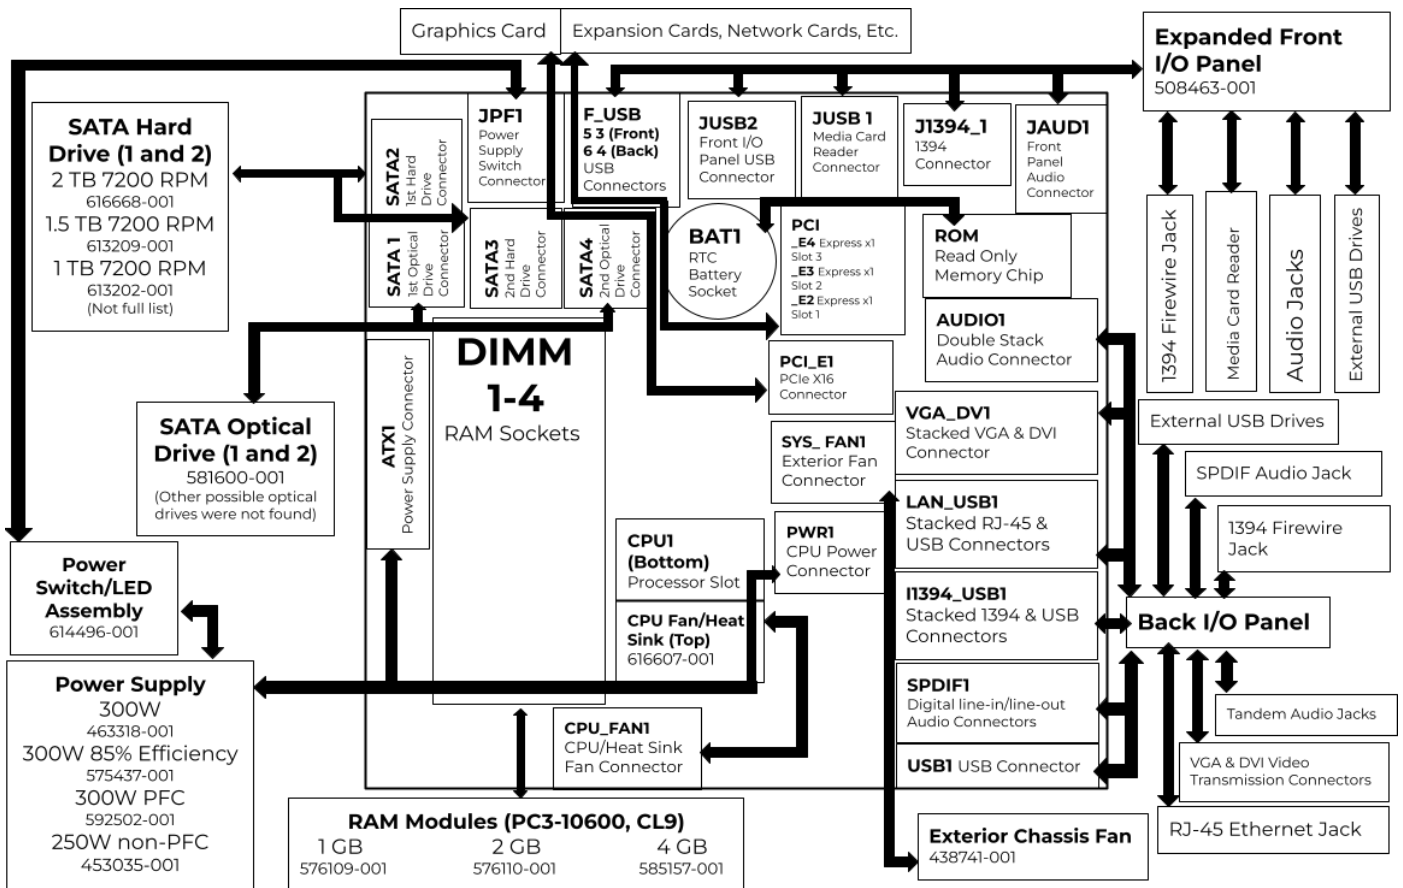 Graphics Card
Expansion Cards, Network Cards, Etc.
Expanded Front
I/O Panel
508463-001
SATA Hard
Drive (1 and 2)
2 TB 7200 RPM
616668-001
1.5 TB 7200 RPM
613209-001
1 TB 7200 RPM
613202-001
(Not full list)
SATA2
1st Hard
Drive
Connector
JPF1
Power
Supply
Switch
Connector
F_USB
5 3 (Front)
6 4 (Back)
USB
Connectors
JUSB2
Front I/O
Panel USB
Connector
JUSB 1
Media Card
Reader
Connector
J1394_1
1394
Connector
JAUD1
Front
Panel
Audio
Connector
SATA 1
1st Optical
Drive
Connector
SATA3
2nd Hard
Drive
Connector
SATA4
2nd Optical
Drive
Connector
BAT1
RTC
Battery
Socket
PCI
_E4 Express x1
Slot 3
_E3 Express x1
Slot 2
_E2 Express x1
Slot 1
ROM
Read Only
Memory Chip
1394 Firewire Jack
Media Card Reader
Audio Jacks
External USB Drives
AUDIO1
Double Stack
Audio Connector
DIMM
1-4
RAM Sockets
ATX1
Power Supply Connector
PCI_E1
PCIe X16
Connector
SATA Optical
Drive (1 and 2)
581600-001
(Other possible optical
drives were not found)
VGA_DV1
Stacked VGA & DVI
Connector
External USB Drives
SYS_ FAN1
Exterior Fan
Connector
SPDIF Audio Jack
LAN_USB1
Stacked RJ-45 &
USB Connectors
1394 Firewire
Jack
CPU1
(Bottom)
Processor Slot
PWR1
CPU Power
Connector
Power
Switch/LED
Assembly
614496-001
I1394_USB1
Stacked 1394 & USB
Connectors
Back I/O Panel
CPU Fan/Heat
Sink (Top)
616607-001
Power Supply
300W
463318-001
300W 85% Efficiency
575437-001
300W PFC
592502-001
250W non-PFC
453035-001
SPDIF1
Digital line-in/line-out
Audio Connectors
Tandem Audio Jacks
CPU_FAN1
CPU/Heat Sink
Fan Connector
USB1 USB Connector
VGA & DVI Video
Transmission Connectors
RAM Modules (PC3-10600, CL9)
1 GB 2 GB 4 GB
576109-001 576110-001 585157-001
Exterior Chassis Fan
438741-001
RJ-45 Ethernet Jack